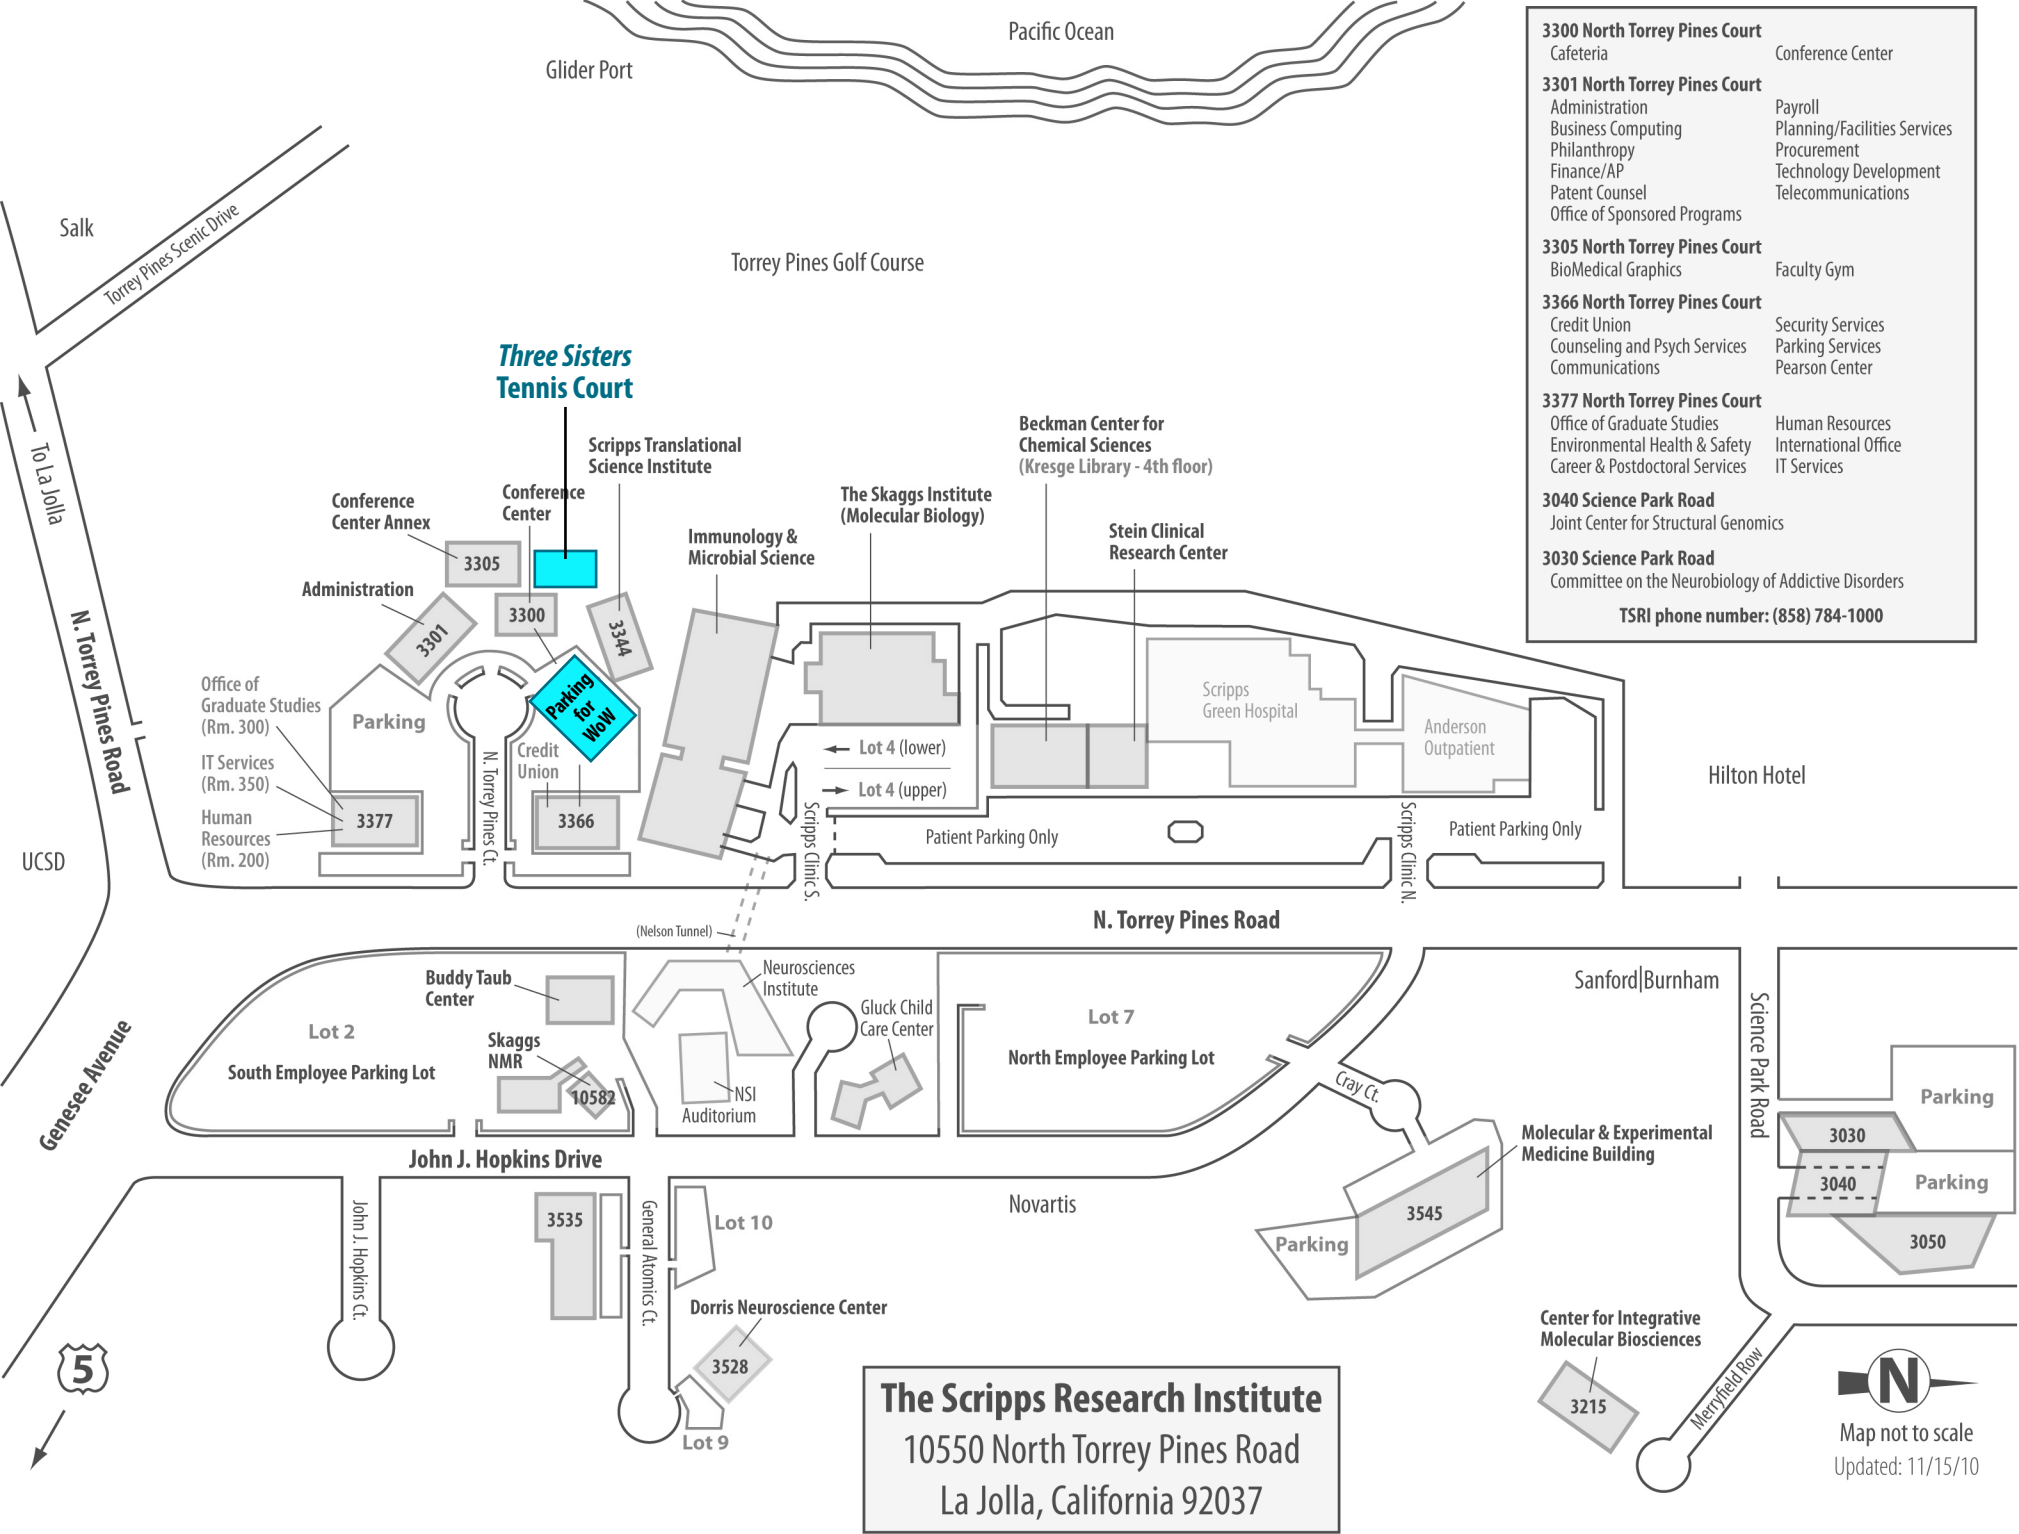 Pacific Ocean
Glider Port
3300 North Torrey Pines Court
Cafeteria
Conference Center
3301 North Torrey Pines Court
Administration
Payroll
Business Computing
Planning/Facilities Services
Philanthropy
Procurement
Finance/AP
Technology Development
Patent Counsel
Telecommunications
Office of Sponsored Programs
3305 North Torrey Pines Court
BioMedical Graphics
Faculty Gym
3366 North Torrey Pines Court
Credit Union
Security Services
Counseling and Psych Services
Parking Services
Communications
Pearson Center
3377 North Torrey Pines Court
Office of Graduate Studies
Human Resources
Environmental Health & Safety
International Office
Career & Postdoctoral Services
IT Services
3040 Science Park Road
Joint Center for Structural Genomics
3030 Science Park Road
Committee on the Neurobiology of Addictive Disorders
TSRI phone number: (858) 784-1000
Salk
Torrey Pines Scenic Drive
Torrey Pines Golf Course
To La Jolla
N. Torrey Pines Road
Three Sisters
Tennis Court
Scripps Translational
Science Institute
Conference
Center
Conference
Center Annex
Administration
3305
3300
3301
3344
Immunology &
Microbial Science
The Skaggs Institute
(Molecular Biology)
Beckman Center for
Chemical Sciences
(Kresge Library - 4th floor)
Stein Clinical
Research Center
Scripps
Green Hospital
Anderson
Outpatient
Hilton Hotel
Office of
Graduate Studies
(Rm. 300)
IT Services
(Rm. 350)
Human
Resources
(Rm. 200)
Parking
Parking
for
WoW
Credit
Union
N. Torrey Pines Ct.
3377
3366
Lot 4 (lower)
Lot 4 (upper)
Scripps Clinic S.
Patient Parking Only
Scripps Clinic N.
Patient Parking Only
UCSD
N. Torrey Pines Road
(Nelson Tunnel)
Genesee Avenue
Buddy Taub
Center
Lot 2
South Employee Parking Lot
Skaggs
NMR
10582
Neurosciences
Institute
NSI
Auditorium
Gluck Child
Care Center
Lot 7
North Employee Parking Lot
Cray Ct.
Sanford|Burnham
Science Park Road
Parking
3030
3040
Parking
3050
Molecular & Experimental
Medicine Building
3545
Parking
John J. Hopkins Drive
John J. Hopkins Ct.
3535
General Atomics Ct.
Lot 10
Novartis
Dorris Neuroscience Center
3528
Lot 9
5
Center for Integrative
Molecular Biosciences
3215
Merryfield Row
N
Map not to scale
Updated: 11/15/10
The Scripps Research Institute
10550 North Torrey Pines Road
La Jolla, California 92037